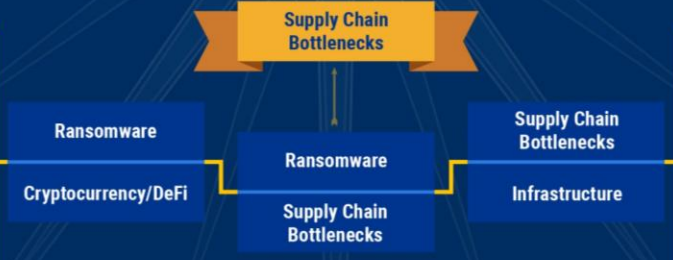 Supply Chain
Bottlenecks
Ransomware
Cryptocurrency/DeFi
Ransomware
Supply Chain
Bottlenecks
Supply Chain
Bottlenecks
Infrastructure